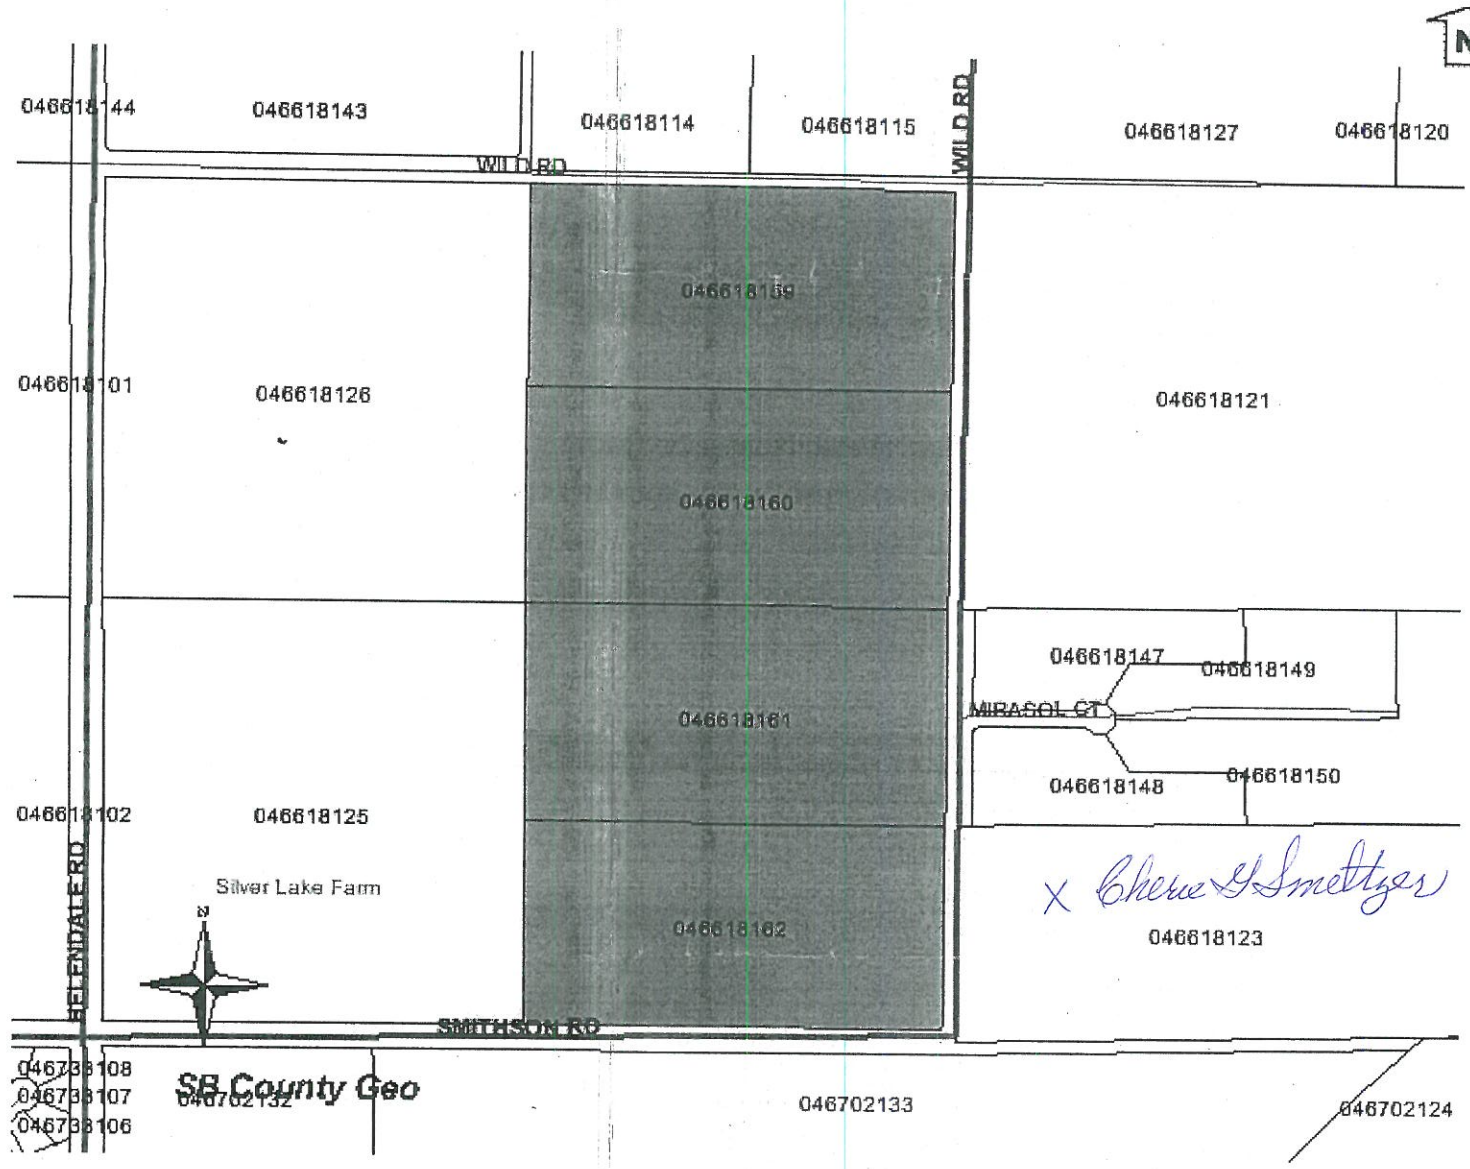 N
046618144
046618143
046618114
046618115
WILD RD
046618127
046618120
WILD RD
046618159
046618101
046618126
046618121
046618160
046618147
046618149
MIRASOL CT
046618161
046618148
046618150
046618102
046618125
HELENDALE RD
Silver Lake Farm
X Cherie G Smeltzer
N
046618162
046618123
SMITHSON RD
046738108
SB County Geo
046738107
046702132
046702133
046702124
046738106